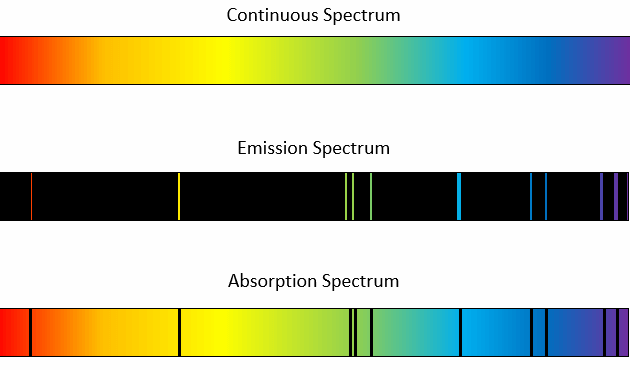 Continuous Spectrum
Emission Spectrum
Absorption Spectrum